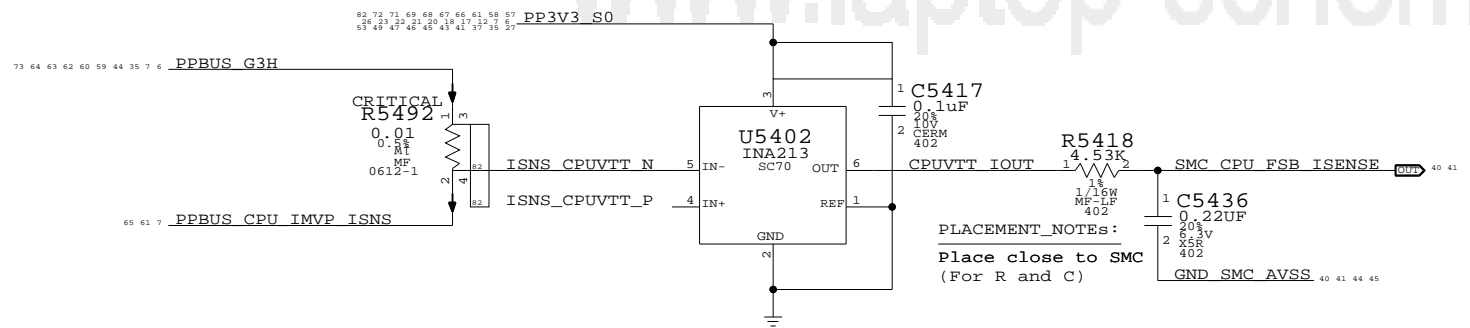 www.laptop-schem
82 72 71 69 68 67 66 61 58 57
26 23 22 21 20 18 17 12 7 6
53 49 47 46 45 43 41 37 35 27
PP3V3_S0
73 64 63 62 60 59 44 35 7 6 PPBUS_G3H
CRITICAL
R5492
0.01
0.5%
MF
0612-1
1 3
2 4
82
82
ISNS_CPUVTT_N
ISNS_CPUVTT_P
65 61 7 PPBUS_CPU_IMVP_ISNS
3
V+
U5402
INA213
SC70
5 IN-
4 IN+
OUT 6
REF 1
GND
2
1 C5417
0.1uF
20%
10V
2 CERM
402
CPUVTT_IOUT
R5418
4.53K
1 2
1%
1/16W
MF-LF
402
SMC_CPU_FSB_ISENSE
OUT 40 41
1 C5436
0.22UF
20%
6.3V
2 X5R
402
GND_SMC_AVSS 40 41 44 45
PLACEMENT_NOTEs:
Place close to SMC
(For R and C)